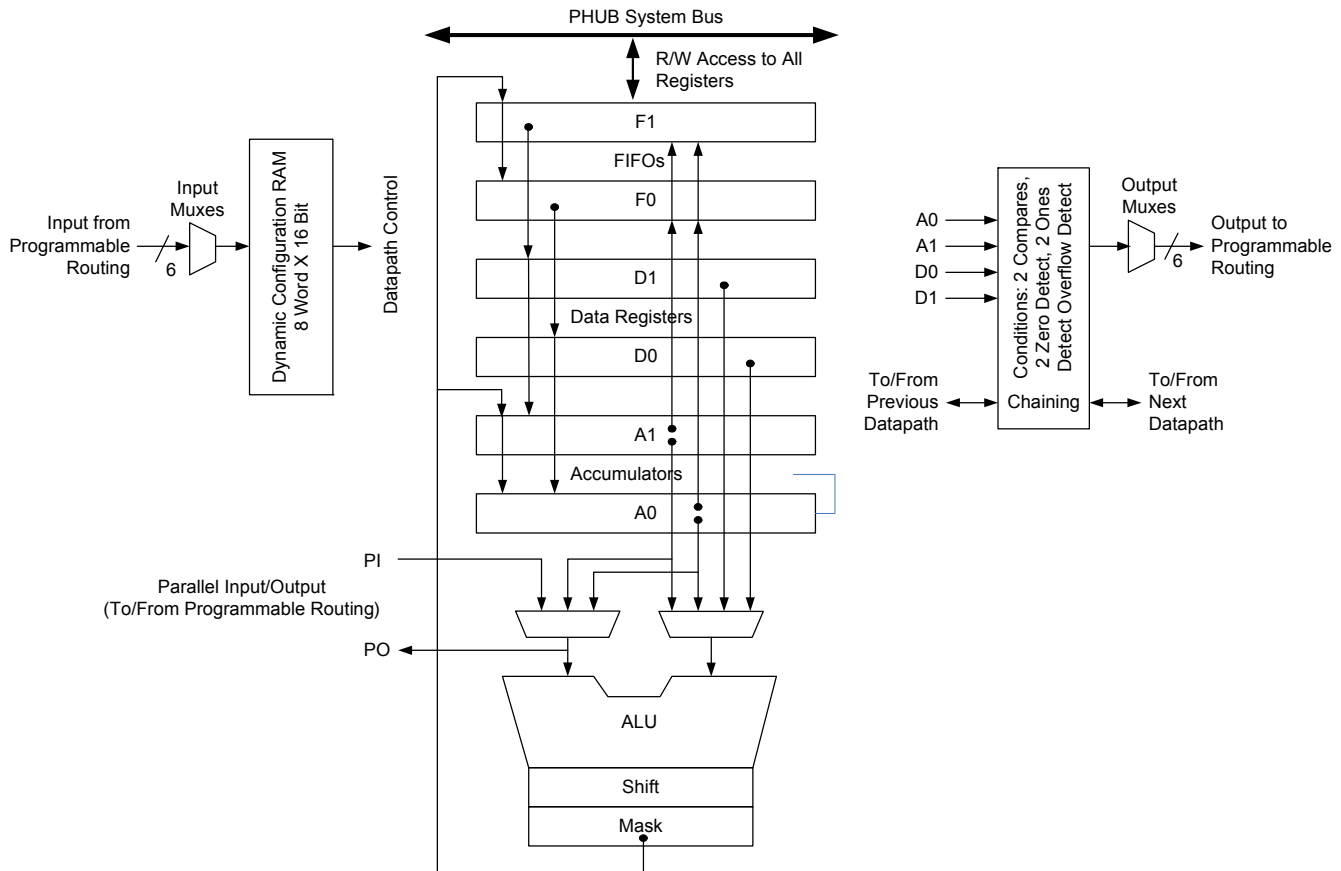 PHUB System Bus
R/W Access to All
Registers
F1
FIFOs
F0
D1
Data Registers
D0
A1
Accumulators
A0
Input from
Programmable
Routing
6
Input
Muxes
Dynamic Configuration RAM
8 Word X 16 Bit
Datapath Control
A0
A1
D0
D1
Conditions: 2 Compares,
2 Zero Detect, 2 Ones
Detect Overflow Detect
Chaining
Output
Muxes
6
Output to
Programmable
Routing
To/From
Previous
Datapath
To/From
Next
Datapath
PI
Parallel Input/Output
(To/From Programmable Routing)
PO
ALU
Shift
Mask